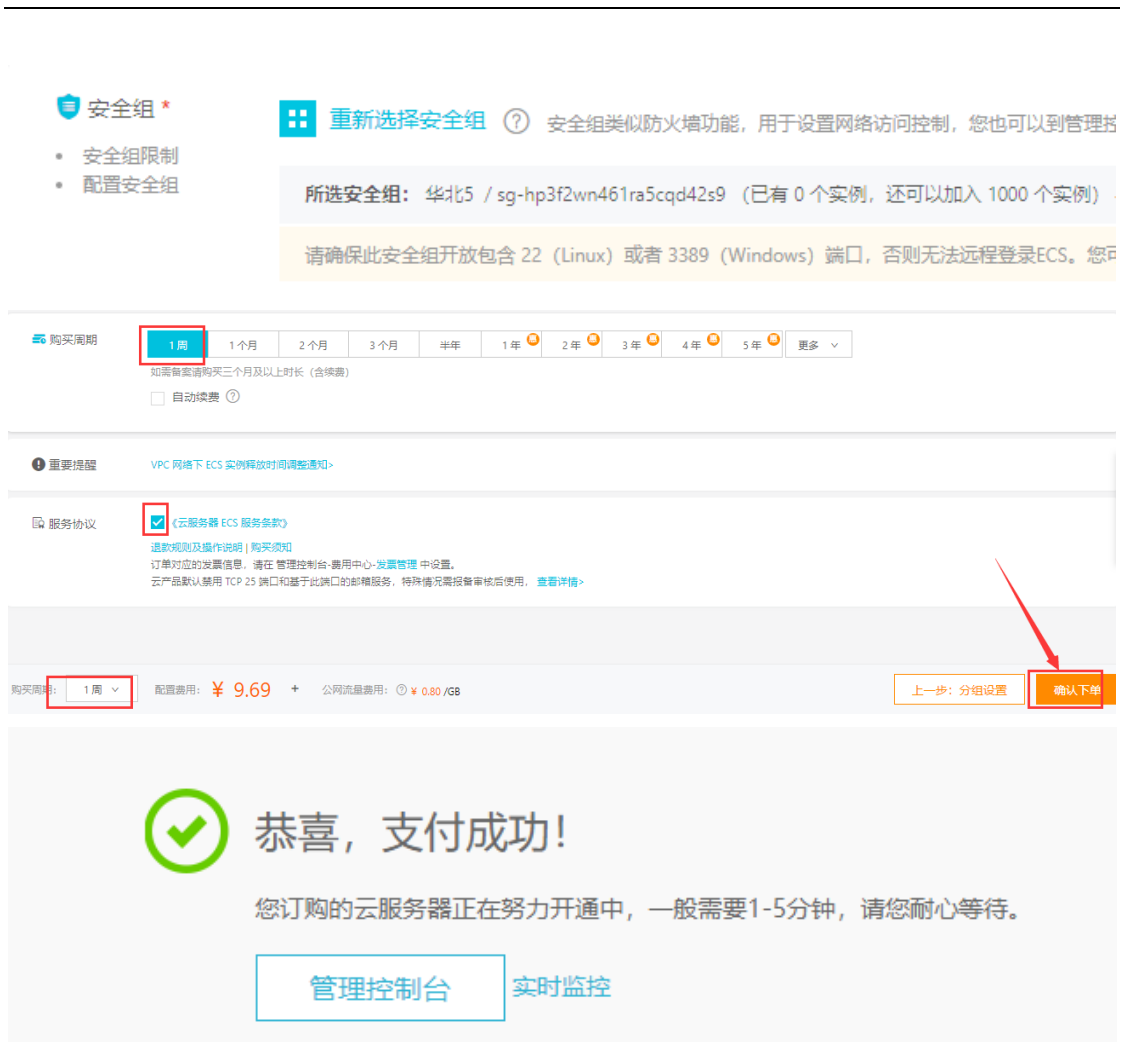 安全组 *
重新选择安全组 ? 安全组类似防火墙功能，用于设置网络访问控制，您也可以到管理控
• 安全组限制
• 配置安全组
所选安全组： 华北5 / sg-hp3f2wn461ra5cqd42s9 （已有 0 个实例，还可以加入 1000 个实例）
请确保此安全组开放包含 22（Linux）或者 3389（Windows）端口，否则无法远程登录ECS。您可
购买周期 1 周 1 个月 2 个月 3 个月 半年 1 年 2 年 3 年 4 年 5 年 更多
如需备案请购买三个月及以上时长（含续费）
自动续费 ?
重要提醒 VPC 网络下 ECS 实例释放时间调整通知>
服务协议 《云服务器 ECS 服务条款》
退款规则及操作说明 | 购买须知
订单对应的发票信息，请在 管理控制台-费用中心-发票管理 中设置。
云产品默认禁用 TCP 25 端口和基于此端口的邮箱服务，特殊情况需报备审核后使用， 查看详情>
购买周期： 1 周 配置费用： ¥ 9.69 + 公网流量费用： ? ¥ 0.80 /GB 上一步：分组设置 确认下单
恭喜，支付成功！
您订购的云服务器正在努力开通中，一般需要1-5分钟，请您耐心等待。
管理控制台 实时监控